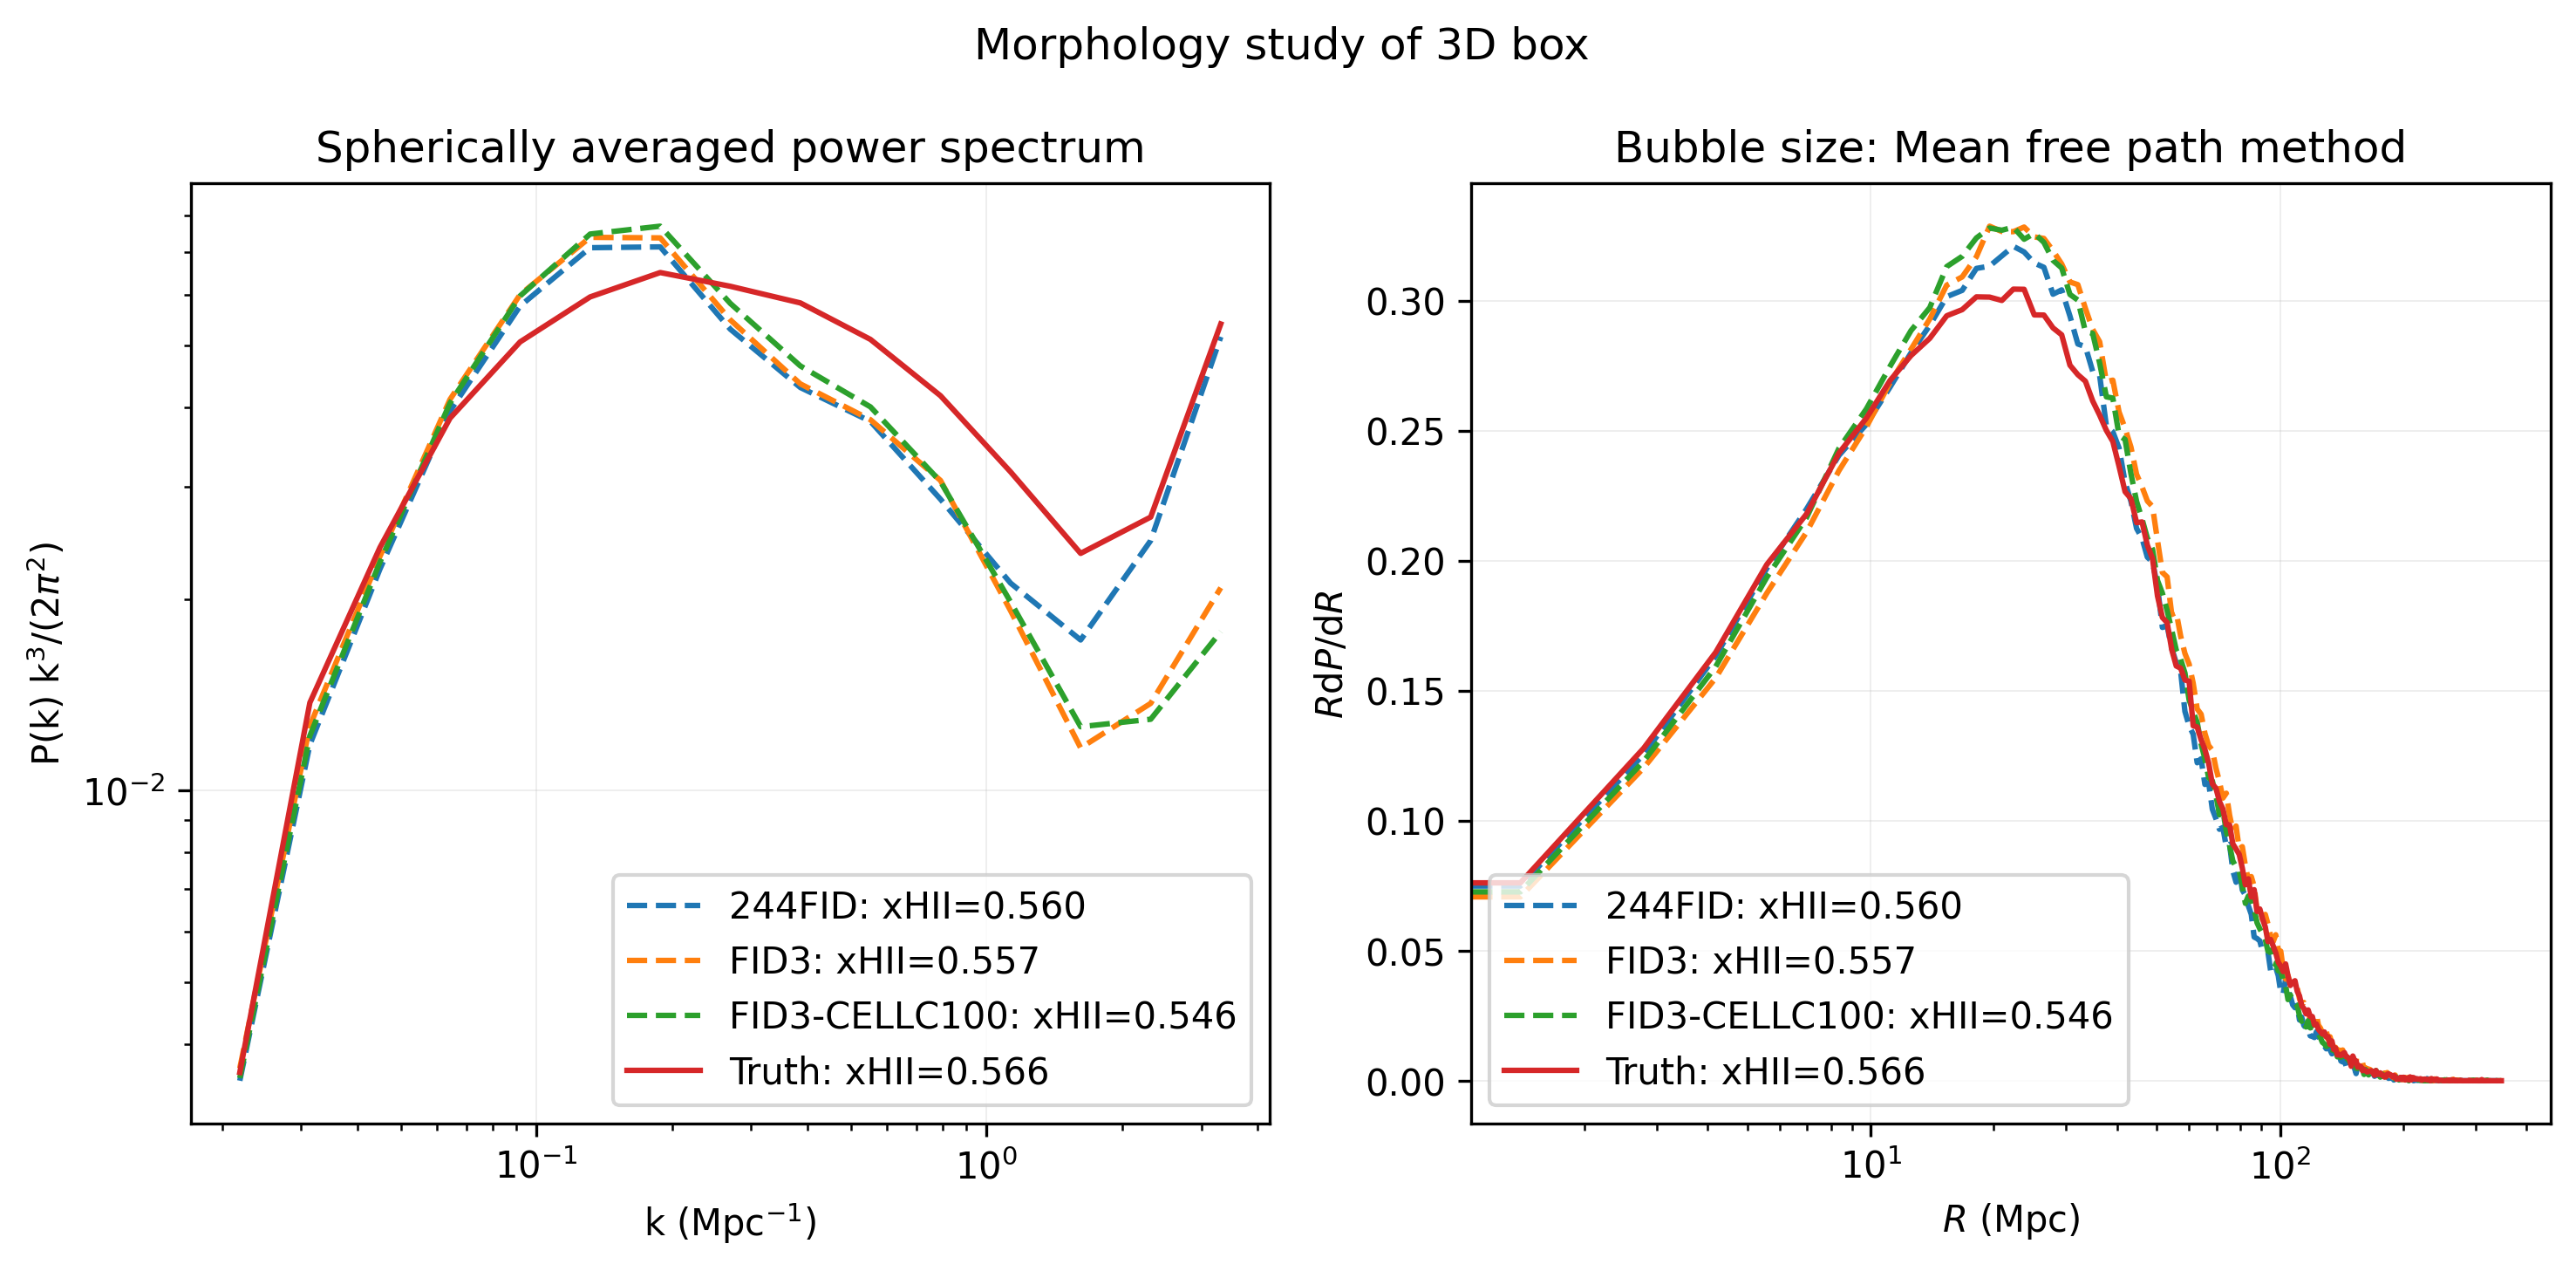 Morphology study of 3D box
Spherically averaged power spectrum
P(k) k³/(2π²)
10⁻²
10⁻¹
10⁰
k (Mpc⁻¹)
244FID: xHII=0.560
FID3: xHII=0.557
FID3-CELLC100: xHII=0.546
Truth: xHII=0.566
Bubble size: Mean free path method
RdP/dR
0.30
0.25
0.20
0.15
0.10
0.05
0.00
10¹
10²
R (Mpc)
244FID: xHII=0.560
FID3: xHII=0.557
FID3-CELLC100: xHII=0.546
Truth: xHII=0.566